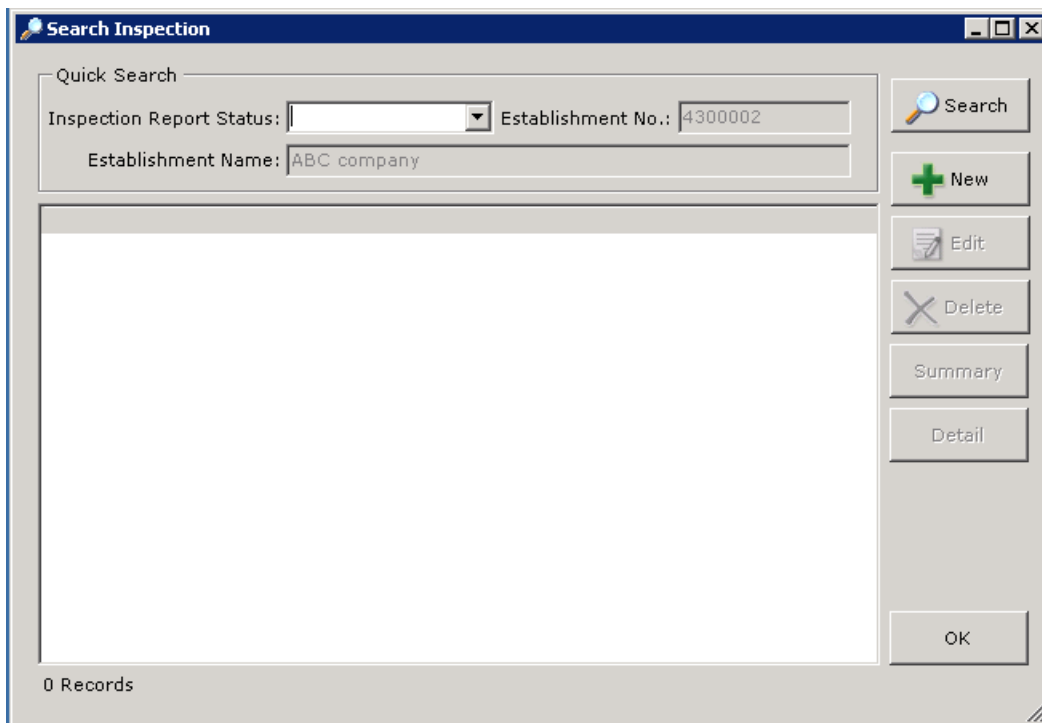 Search Inspection
Quick Search
Inspection Report Status: Establishment No.: 4300002
Establishment Name: ABC company
Search
New
Edit
Delete
Summary
Detail
OK
0 Records